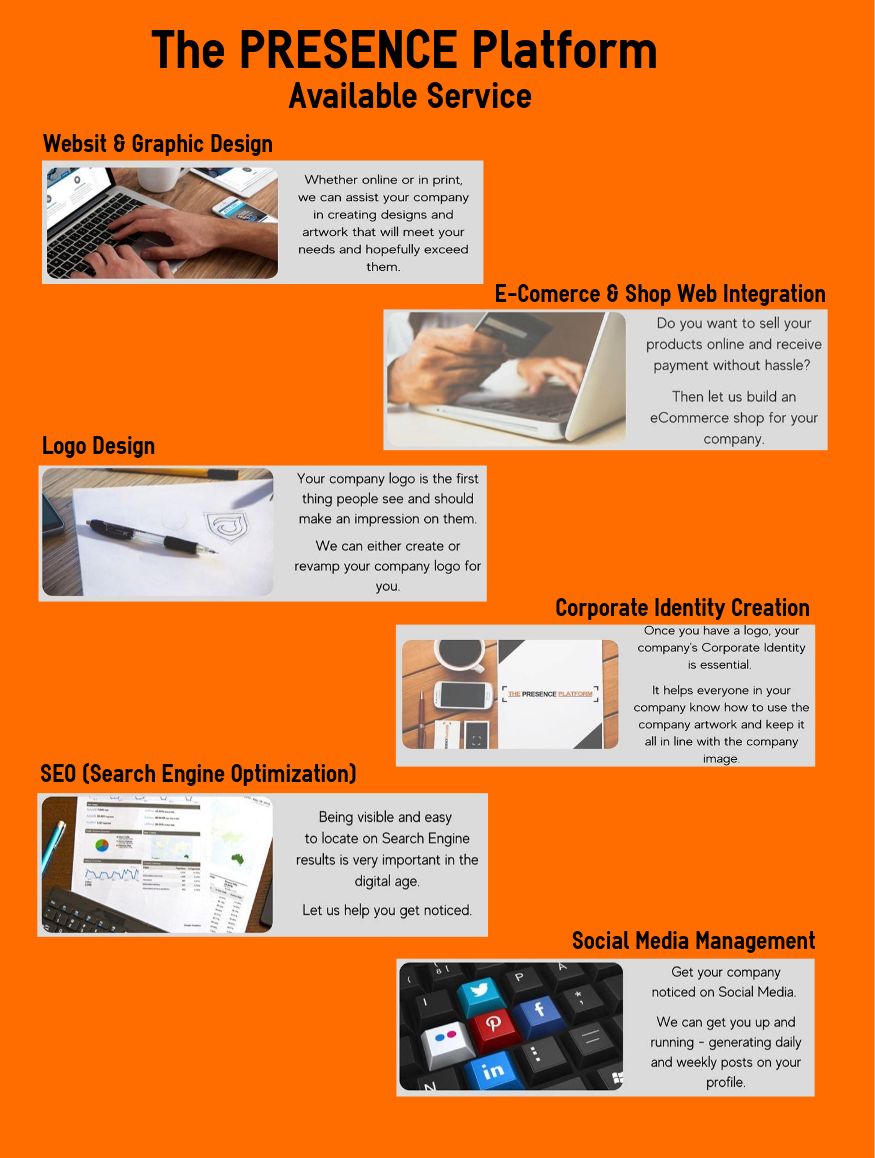 The PRESENCE Platform
Available Service
Websit & Graphic Design
Whether online or in print,
we can assist your company
in creating designs and
artwork that will meet your
needs and hopefully exceed
them.
E-Comerce & Shop Web Integration
Do you want to sell your
products online and receive
payment without hassle?
Then let us build an
eCommerce shop for your
company.
Logo Design
Your company logo is the first
thing people see and should
make an impression on them.
We can either create or
revamp your company logo for
you.
Corporate Identity Creation
THE PRESENCE PLATFORM
Once you have a logo, your
company's Corporate Identity
is essential.
It helps everyone in your
company know how to use the
company artwork and keep it
all in line with the company
image.
SEO (Search Engine Optimization)
Being visible and easy
to locate on Search Engine
results is very important in the
digital age.
Let us help you get noticed.
Social Media Management
Get your company
noticed on Social Media.
We can get you up and
running - generating daily
and weekly posts on your
profile.